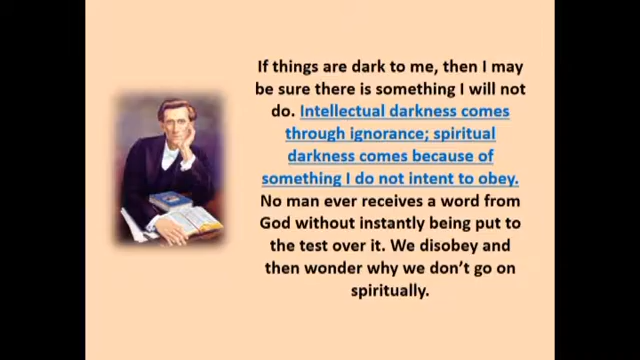 If things are dark to me, then I may
be sure there is something I will not
do. Intellectual darkness comes
through ignorance; spiritual
darkness comes because of
something I do not intent to obey.
No man ever receives a word from
God without instantly being put to
the test over it. We disobey and
then wonder why we don't go on
spiritually.